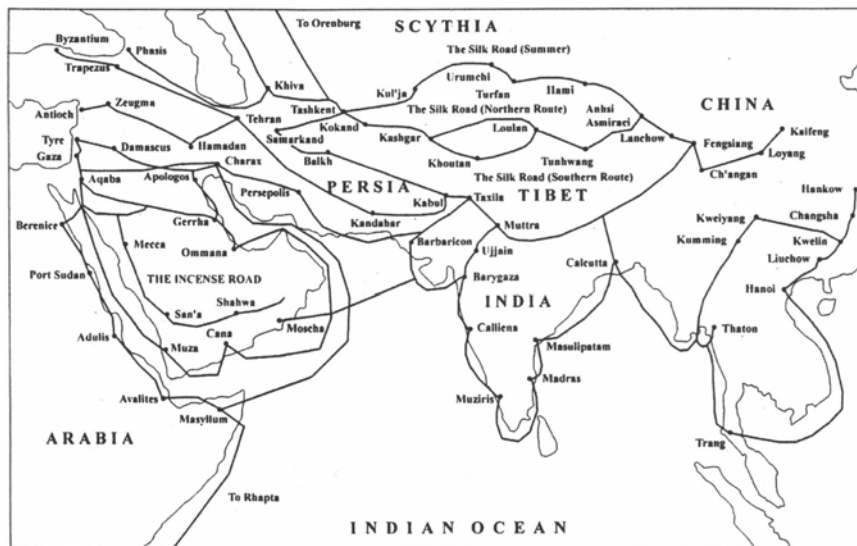 To Orenburg
SCYTHIA
Byzantium
Phasis
The Silk Road (Summer)
Trapezus
Khiva
Kul'ja
Urumchi
Turfan
Hami
Antioch
Zeugma
Tashkent
The Silk Road (Northern Route)
Anhsi
CHINA
Tehran
Kokand
Loulan
Asmiraei
Tyre
Damascus
Hamadan
Samarkand
Kashgar
Lanchow
Fengsiang
Kaifeng
Gaza
Charax
Balkh
Khoutan
Tunhwang
Loyang
Aqaba
Apologos
PERSIA
The Silk Road (Southern Route)
Ch'angan
Persepolis
Kabul
Taxila
TIBET
Hankow
Berenice
Gerrha
Kandahar
Muttra
Kweiyang
Changsha
Mecca
Ommana
Barbaricon
Ujjain
Kumming
Kwelin
Port Sudan
THE INCENSE ROAD
Barygaza
Calcutta
Liuchow
San'a
Shahwa
INDIA
Hanoi
Adulis
Muza
Cana
Moscha
Calliena
Masulipatam
Thaton
Avalites
Masyllum
Muziris
Madras
ARABIA
Trang
To Rhapta
INDIAN OCEAN